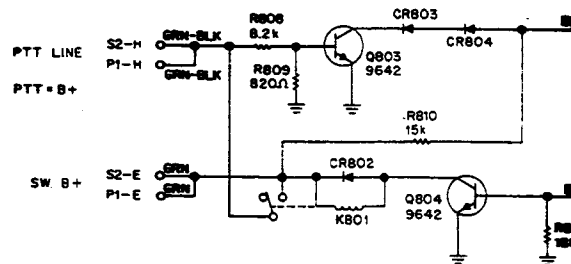 PTT LINE
PTT = B+
S2-H
P1-H
GRN-BLK
GRN-BLK
R808
8.2k
R809
820Ω
Q803
9642
CR803
CR804
R810
15k
SW B+
S2-E
P1-E
GRN
GRN
CR802
K801
Q804
9642